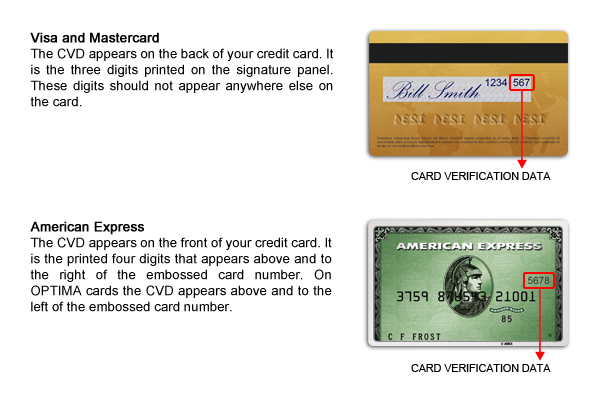 Visa and Mastercard
The CVD appears on the back of your credit card. It
is the three digits printed on the signature panel.
These digits should not appear anywhere else on
the card.
Bill Smith 1234 567
CARD VERIFICATION DATA
American Express
The CVD appears on the front of your credit card. It
is the printed four digits that appears above and to
the right of the embossed card number. On
OPTIMA cards the CVD appears above and to the
left of the embossed card number.
AMERICAN EXPRESS
5678
3759 21001
85
C F FROST
CARD VERIFICATION DATA